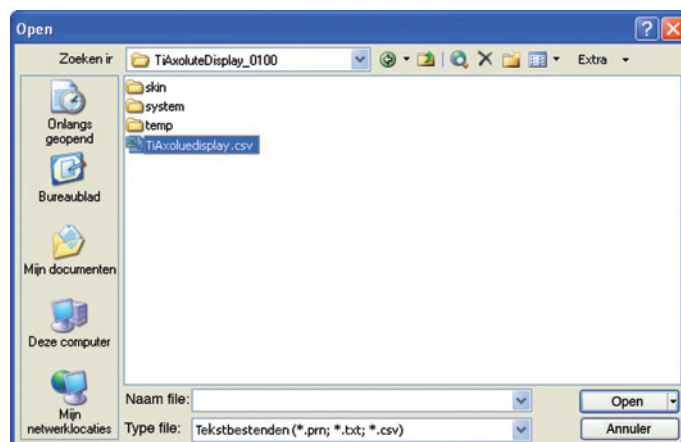 Open
Zoeken ir
TiAxoluteDisplay_0100
Extra
skin
system
temp
TiAxoluedisplay.csv
Onlangs
geopend
Bureaublad
Mijn documenten
Deze computer
Mijn
netwerklocaties
Naam file:
Open
Type file:
Tekstbestenden (*.prn; *.txt; *.csv)
Annuler